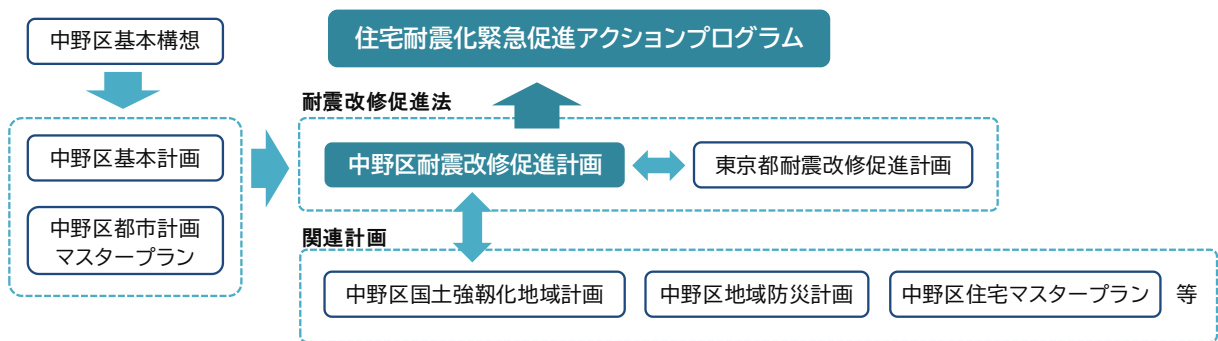 中野区基本構想
住宅耐震化緊急促進アクションプログラム
耐震改修促進法
中野区基本計画
中野区耐震改修促進計画
東京都耐震改修促進計画
中野区都市計画
マスタープラン
関連計画
中野区国土強靱化地域計画
中野区地域防災計画
中野区住宅マスタープラン
等